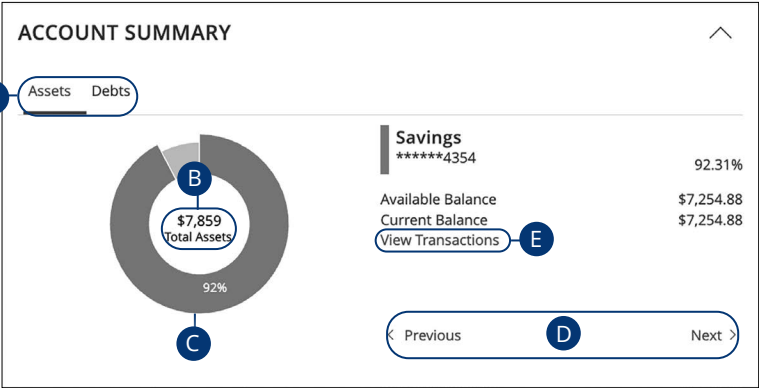 ACCOUNT SUMMARY
Assets Debts
Savings
******4354
92.31%
B
Available Balance $7,254.88
$7,859
Current Balance $7,254.88
Total Assets
View Transactions E
92%
C
< Previous D Next >